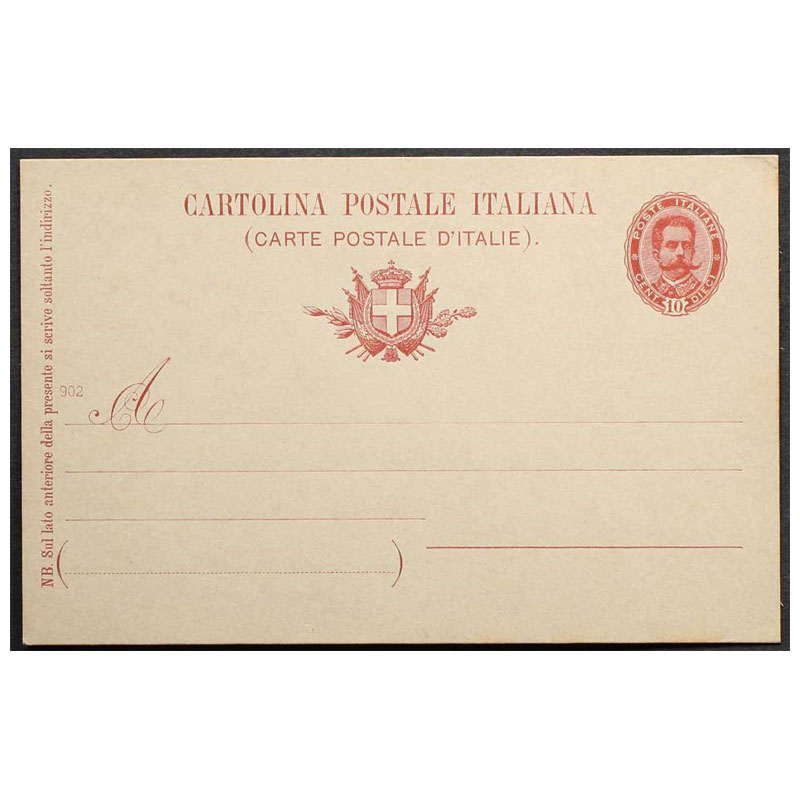 CARTOLINA POSTALE ITALIANA
(CARTE POSTALE D'ITALIE).
POSTE ITALIANE
* CENT. 10 DIECI *
902
A
NB. Sul lato anteriore della presente si scrive soltanto l'indirizzo.